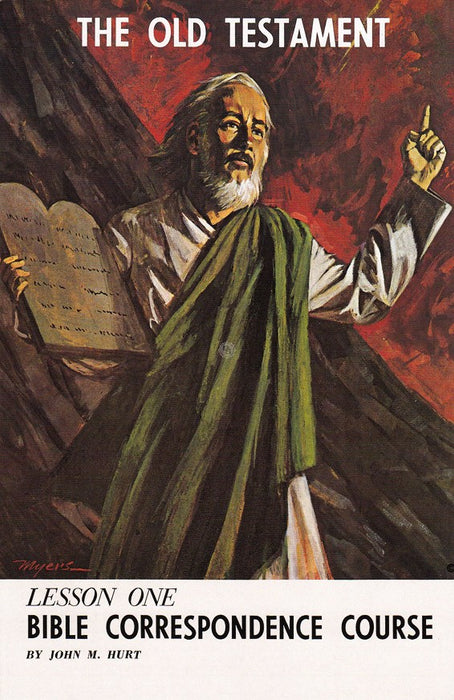 THE OLD TESTAMENT
Myers
LESSON ONE
BIBLE CORRESPONDENCE COURSE
BY JOHN M. HURT